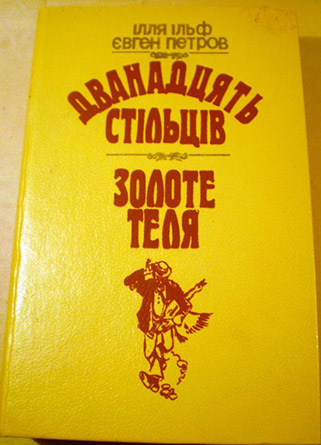 ІЛЛЯ ІЛЬФ
ЄВГЕН ПЕТРОВ
ДВАНАДЦЯТЬ
СТІЛЬЦІВ
ЗОЛОТЕ
ТЕЛЯ